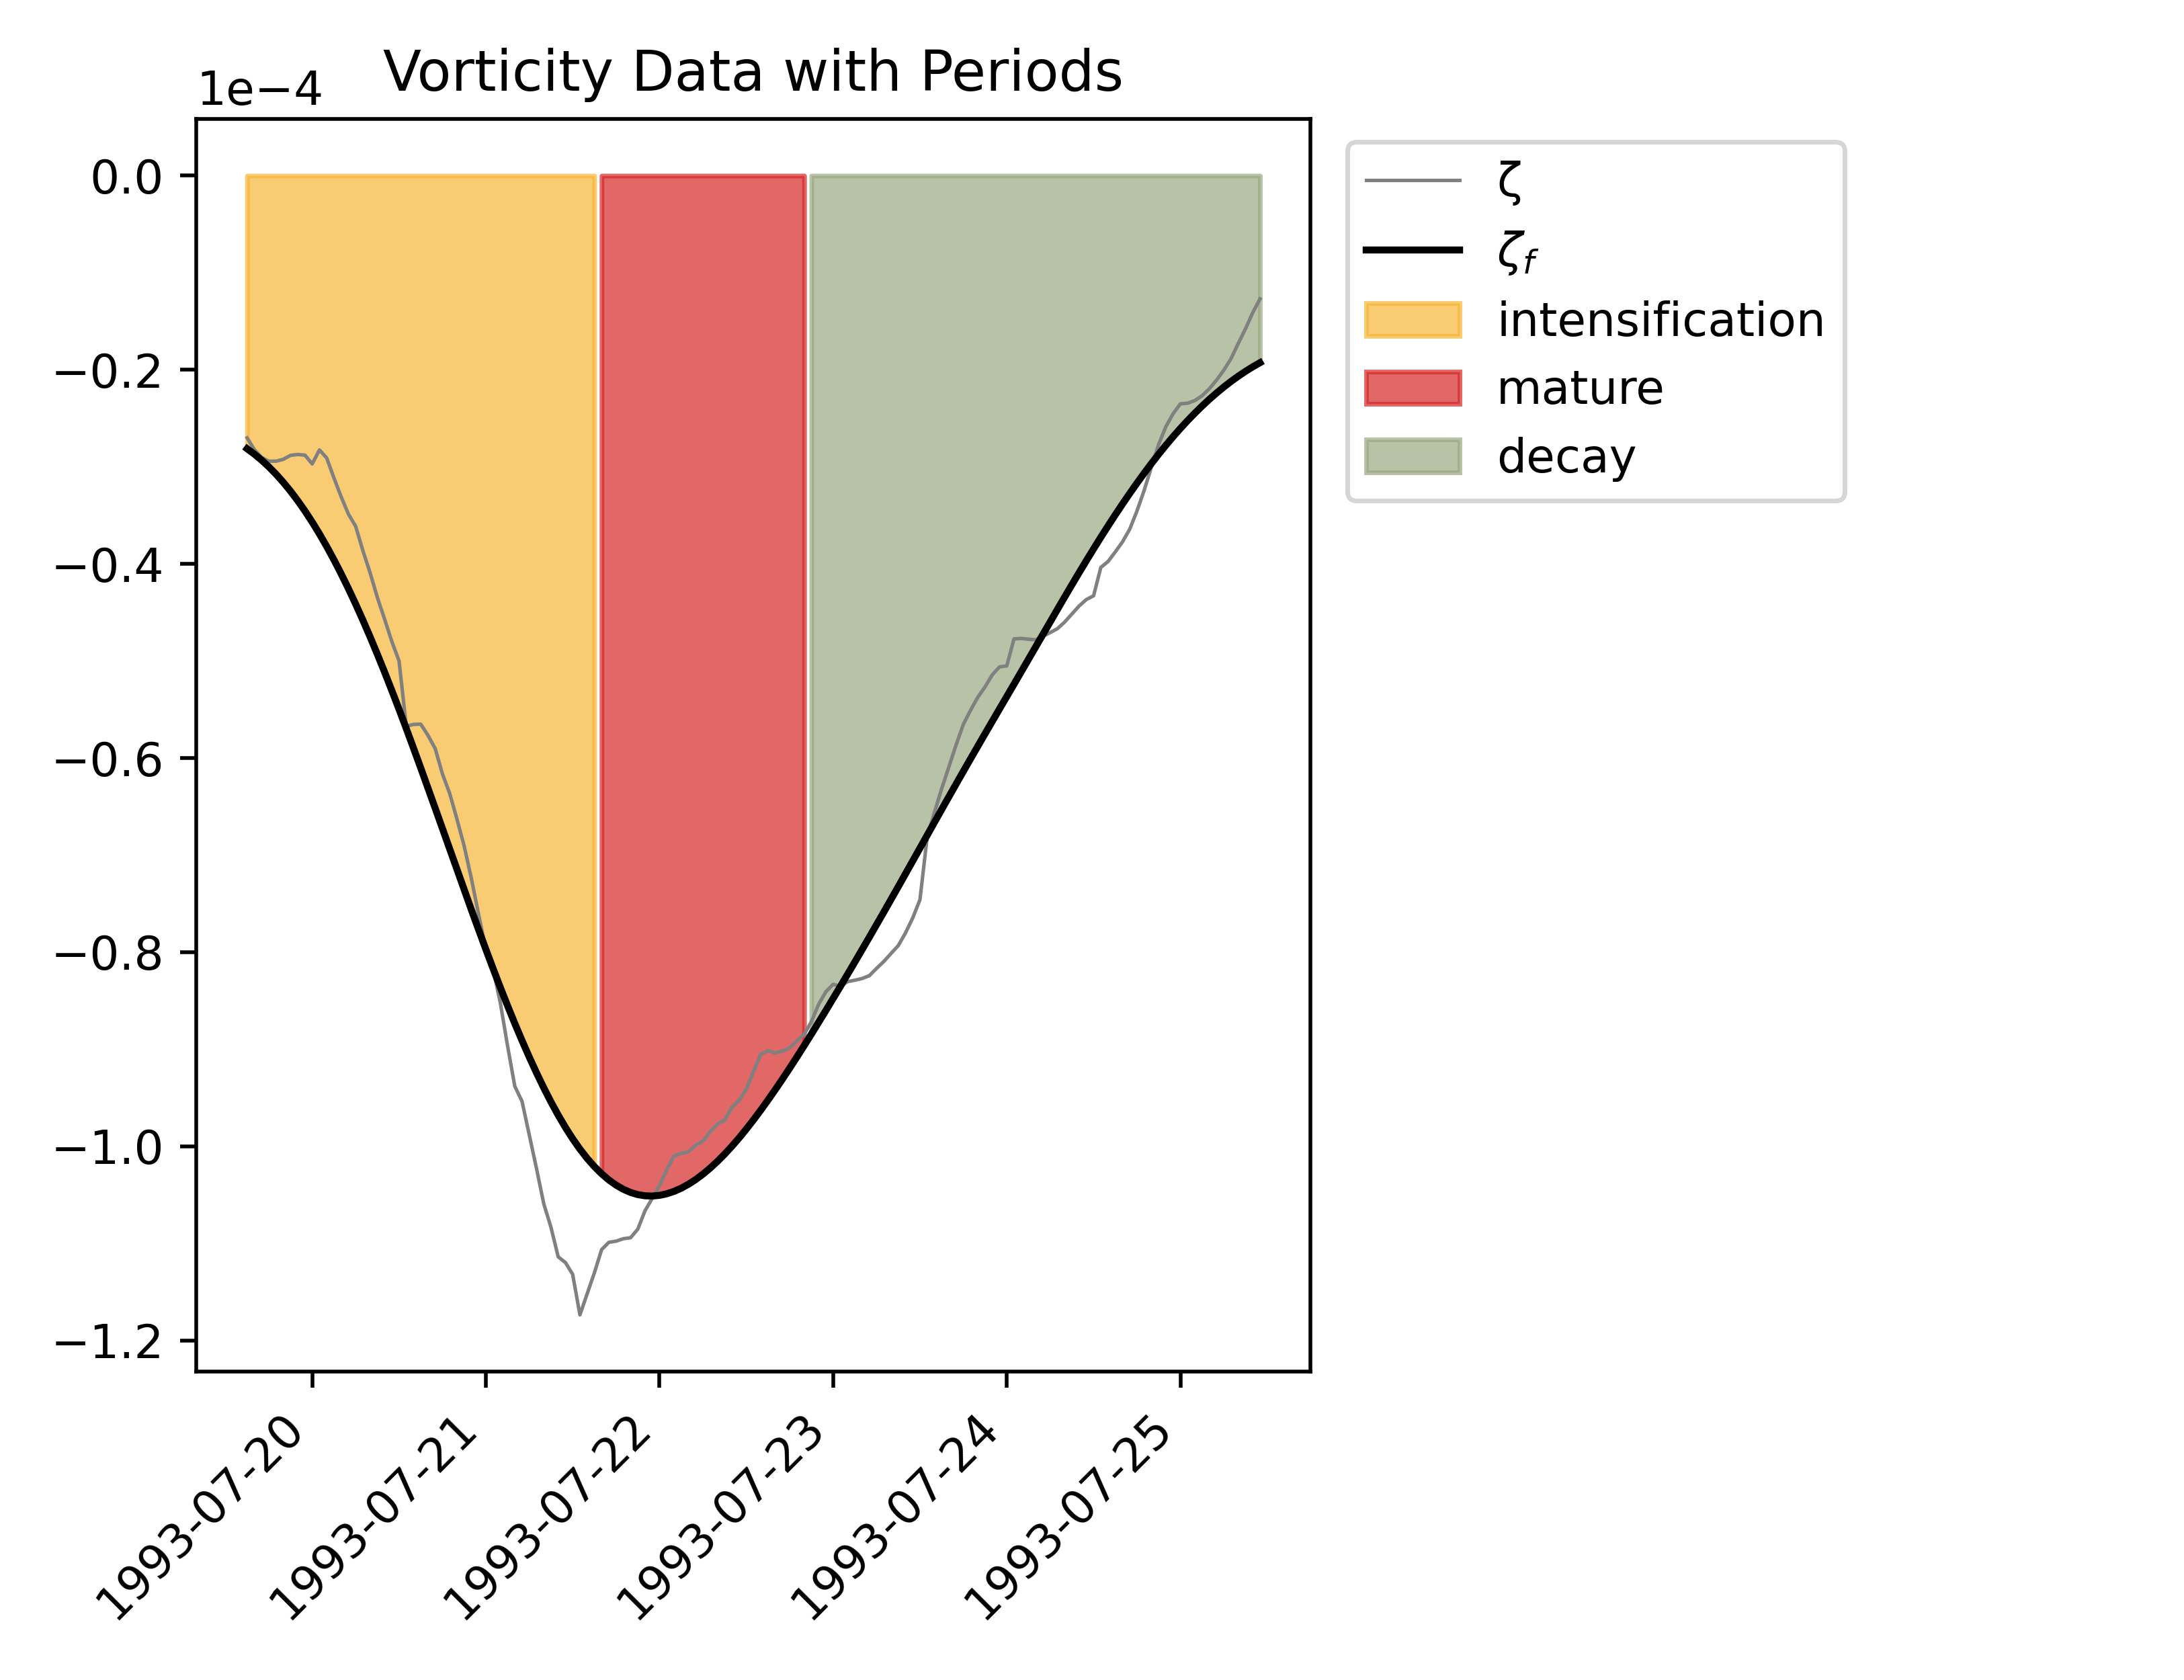 Vorticity Data with Periods
1e−4
0.0
−0.2
−0.4
−0.6
−0.8
−1.0
−1.2
1993-07-20
1993-07-21
1993-07-22
1993-07-23
1993-07-24
1993-07-25
ζ
ζf
intensification
mature
decay